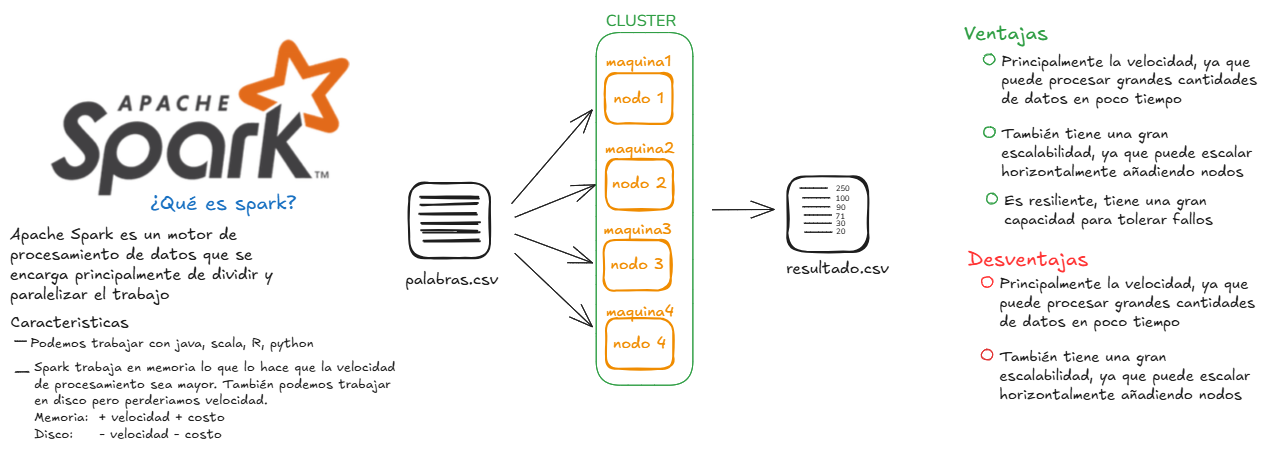 APACHE
Spark™
¿Qué es spark?
Apache Spark es un motor de
procesamiento de datos que se
encarga principalmente de dividir y
paralelizar el trabajo
Caracteristicas
— Podemos trabajar con java, scala, R, python
— Spark trabaja en memoria lo que lo hace que la velocidad
de procesamiento sea mayor. También podemos trabajar
en disco pero perderiamos velocidad.
Memoria: + velocidad + costo
Disco: - velocidad - costo
palabras.csv
CLUSTER
maquina1
nodo 1
maquina2
nodo 2
maquina3
nodo 3
maquina4
nodo 4
250
100
90
71
30
20
resultado.csv
Ventajas
Principalmente la velocidad, ya que
puede procesar grandes cantidades
de datos en poco tiempo
También tiene una gran
escalabilidad, ya que puede escalar
horizontalmente añadiendo nodos
Es resiliente, tiene una gran
capacidad para tolerar fallos
Desventajas
Principalmente la velocidad, ya que
puede procesar grandes cantidades
de datos en poco tiempo
También tiene una gran
escalabilidad, ya que puede escalar
horizontalmente añadiendo nodos